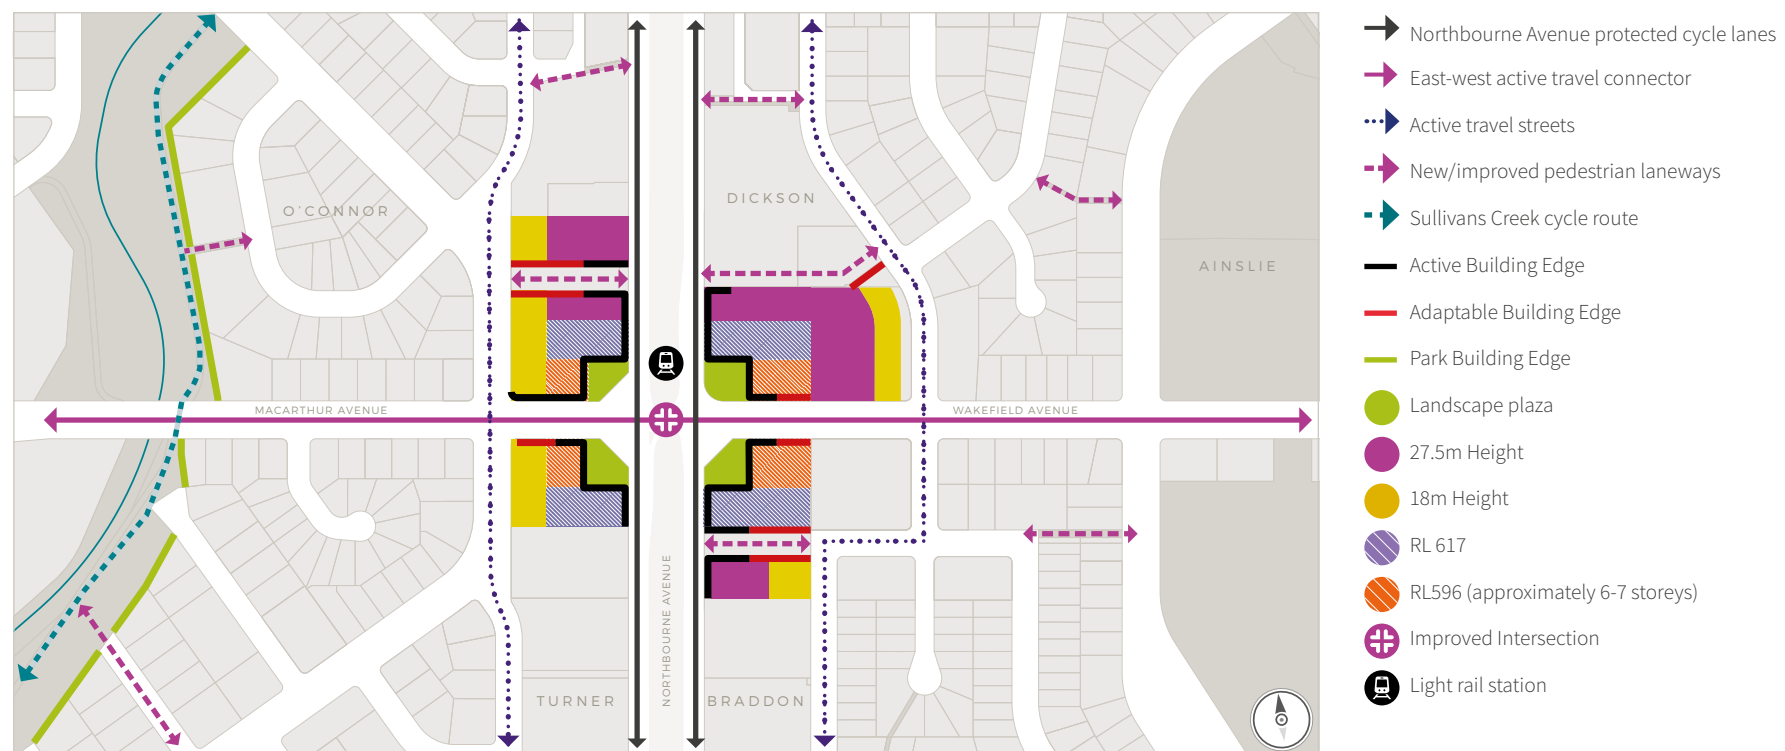 O'CONNOR
DICKSON
AINSLIE
MACARTHUR AVENUE
WAKEFIELD AVENUE
NORTHBOURNE AVENUE
TURNER
BRADDON
Northbourne Avenue protected cycle lanes
East-west active travel connector
Active travel streets
New/improved pedestrian laneways
Sullivans Creek cycle route
Active Building Edge
Adaptable Building Edge
Park Building Edge
Landscape plaza
27.5m Height
18m Height
RL 617
RL596 (approximately 6-7 storeys)
Improved Intersection
Light rail station